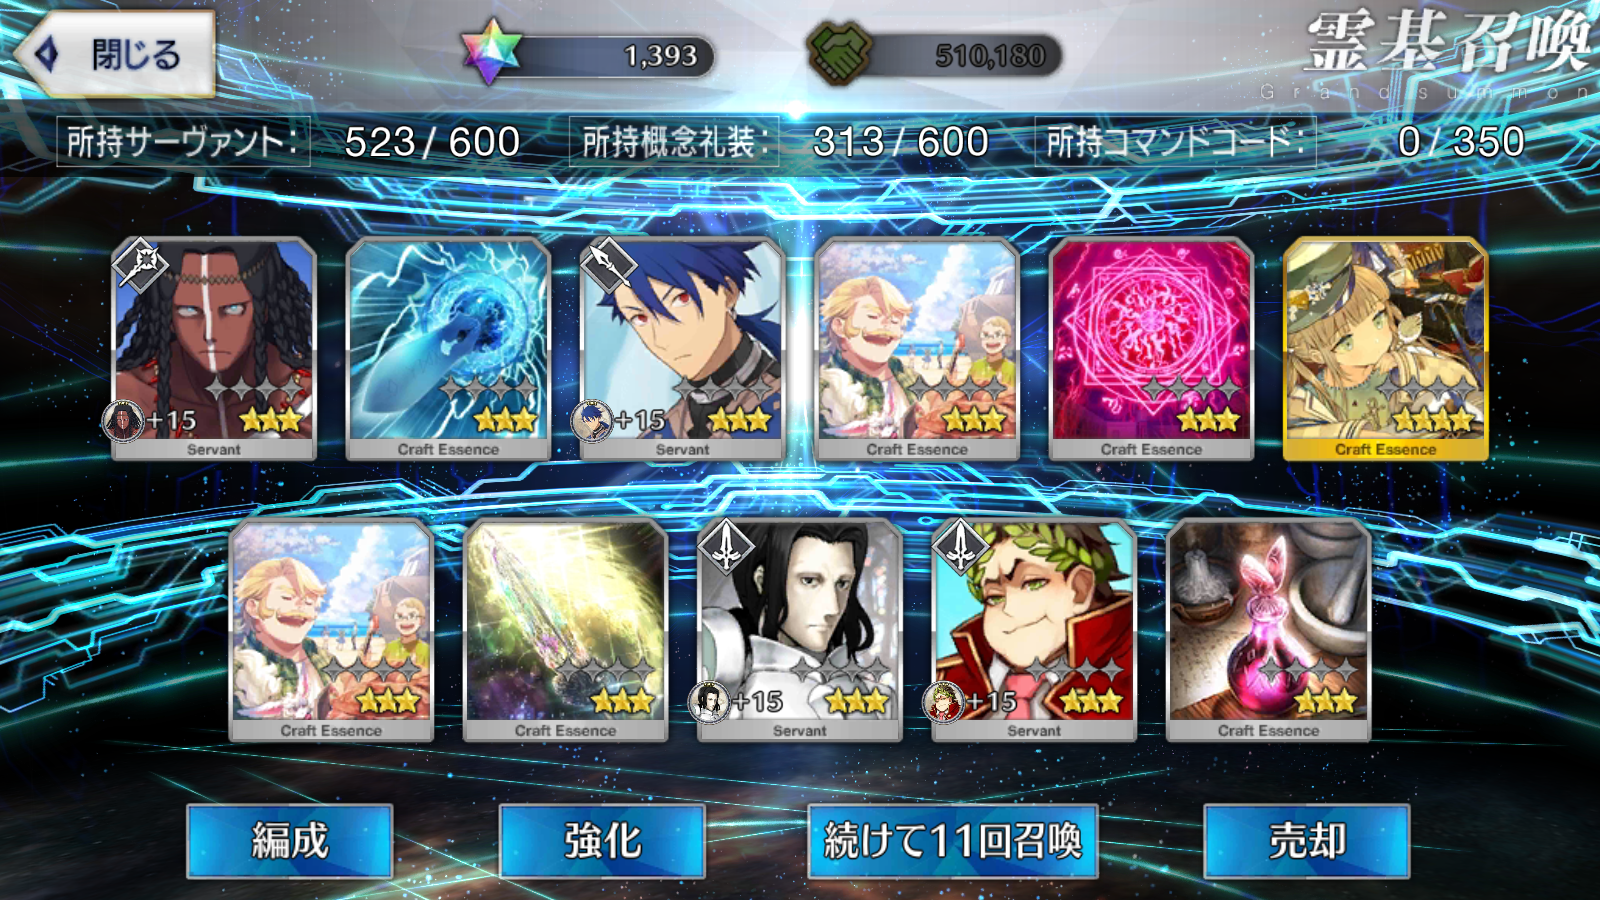 閉じる
1,393
510,180
霊基召喚
Grand summon
所持サーヴァント: 523 / 600
所持概念礼装: 313 / 600
所持コマンドコード: 0 / 350
+15
Servant
Craft Essence
+15
Servant
Craft Essence
Craft Essence
Craft Essence
Craft Essence
Craft Essence
+15
Servant
+15
Servant
Craft Essence
編成
強化
続けて11回召喚
売却